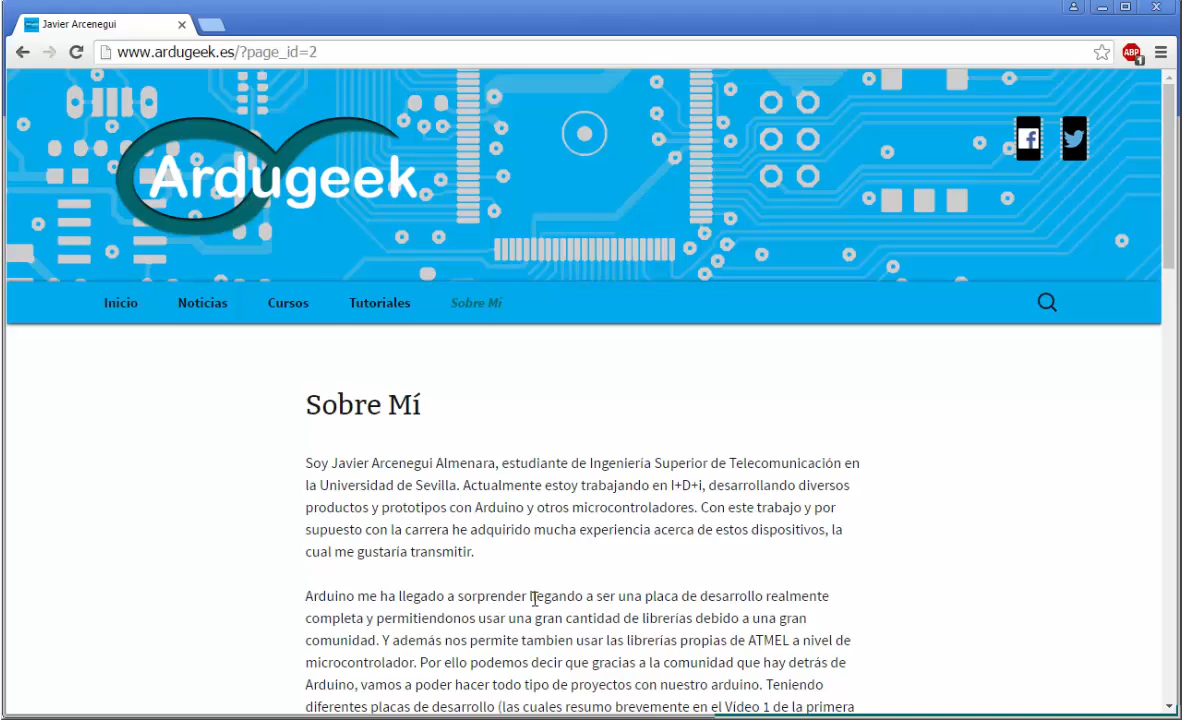 Javier Arcenegui
www.ardugeek.es/?page_id=2
ABP
1
Ardugeek
Inicio Noticias Cursos Tutoriales Sobre Mí
Sobre Mí
Soy Javier Arcenegui Almenara, estudiante de Ingeniería Superior de Telecomunicación en
la Universidad de Sevilla. Actualmente estoy trabajando en I+D+i, desarrollando diversos
productos y prototipos con Arduino y otros microcontroladores. Con este trabajo y por
supuesto con la carrera he adquirido mucha experiencia acerca de estos dispositivos, la
cual me gustaría transmitir.
Arduino me ha llegado a sorprender llegando a ser una placa de desarrollo realmente
completa y permitiendonos usar una gran cantidad de librerías debido a una gran
comunidad. Y además nos permite tambien usar las librerías propias de ATMEL a nivel de
microcontrolador. Por ello podemos decir que gracias a la comunidad que hay detrás de
Arduino, vamos a poder hacer todo tipo de proyectos con nuestro arduino. Teniendo
diferentes placas de desarrollo (las cuales resumo brevemente en el Vídeo 1 de la primera